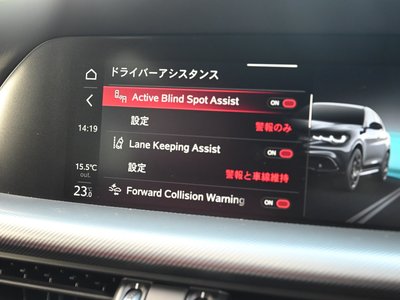 ドライバーアシスタンス
Active Blind Spot Assist ON
設定 警報のみ
14:19
Lane Keeping Assist ON
15.5°C
out.
設定 警報と車線維持
23°C.0
Forward Collision Warning ON